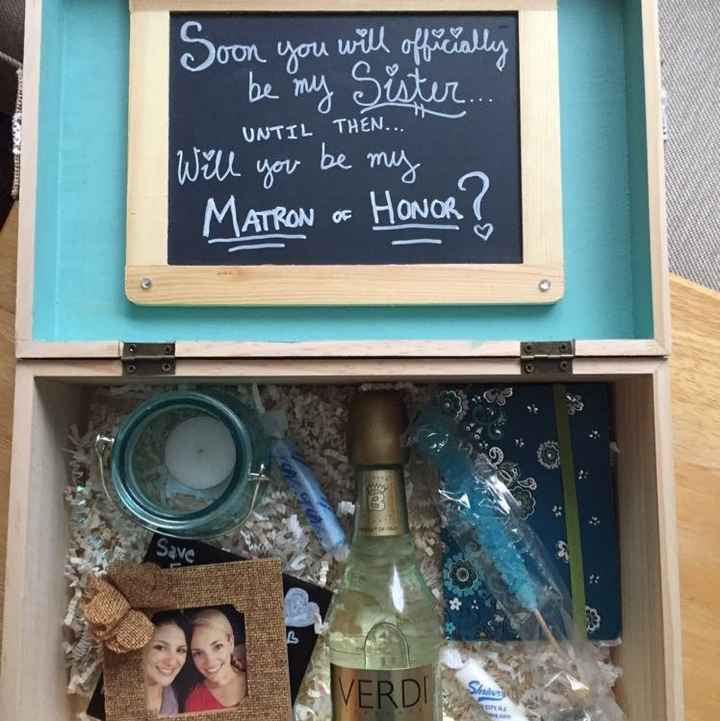 Soon you will officially
be my Sister...
UNTIL THEN...
Will you be my
MATRON OF HONOR?
Save
B
VERDI